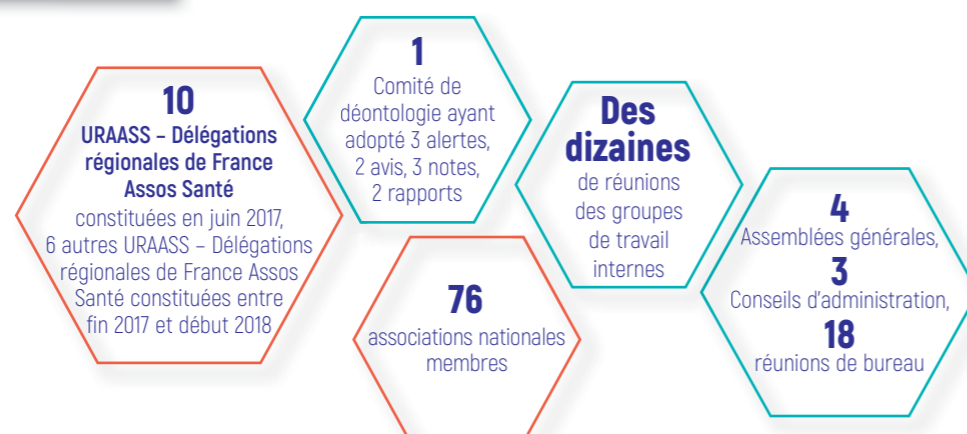 10
URAASS – Délégations
régionales de France
Assos Santé
constituées en juin 2017,
6 autres URAASS – Délégations
régionales de France Assos
Santé constituées entre
fin 2017 et début 2018
1
Comité de
déontologie ayant
adopté 3 alertes,
2 avis, 3 notes,
2 rapports
76
associations nationales
membres
Des
dizaines
de réunions
des groupes
de travail
internes
4
Assemblées générales,
3
Conseils d'administration,
18
réunions de bureau